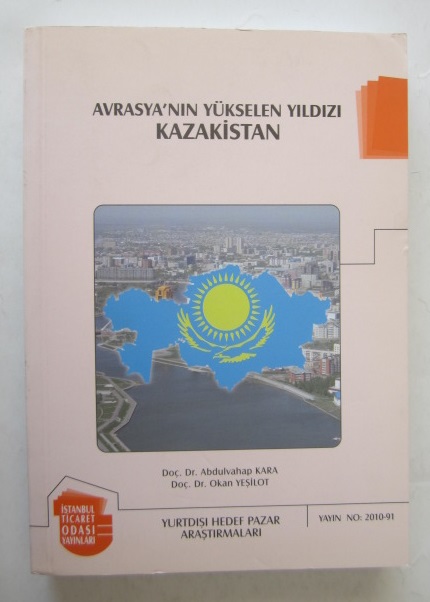 AVRASYA'NIN YÜKSELEN YILDIZI
KAZAKİSTAN
Doç. Dr. Abdulvahap KARA
Doç. Dr. Okan YEŞİLOT
İSTANBUL
TİCARET
ODASI
YAYINLARI
YURTDIŞI HEDEF PAZAR
ARAŞTIRMALARI
YAYIN NO: 2010-91